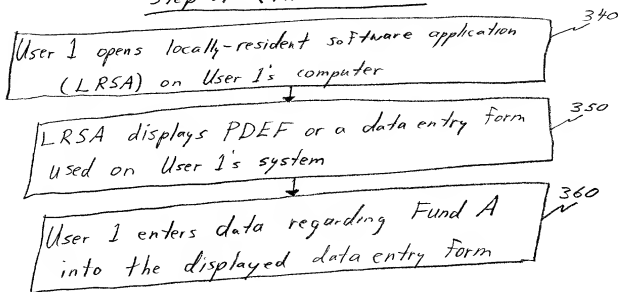 340
User 1 opens locally-resident software application
(LRSA) on User 1's computer
350
LRSA displays PDEF or a data entry form
used on User 1's system
360
User 1 enters data regarding Fund A
into the displayed data entry form